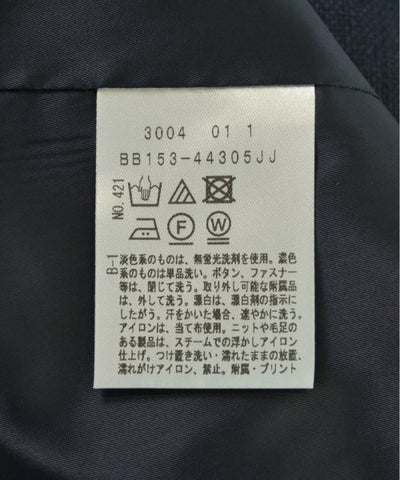 3004 01 1
BB153-44305JJ
NO.421
F
W
B-1
淡色系のものは、無蛍光洗剤を使用。濃色
系のものは単品洗い。ボタン、ファスナー
等は、閉じて洗う。取り外し可能な付属品
は、外して洗う。漂白は、漂白剤の指示に
したがう。汗をかいた場合、速やかに洗う。
アイロンは、当て布使用。ニットや毛足の
ある製品は、スチームでの浮かしアイロン
仕上げ。つけ置き洗い・濡れたままの放置、
濡れがけアイロン、禁止。附属・プリント